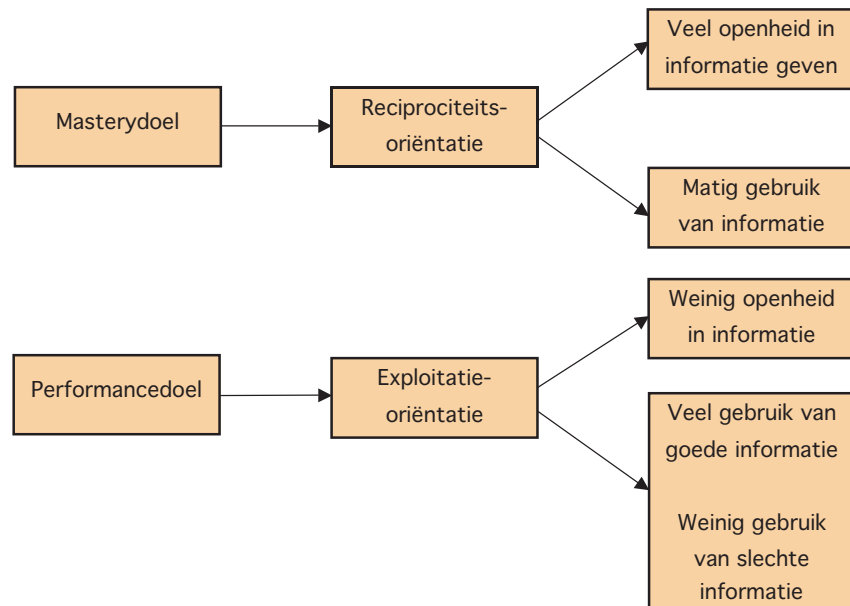 Masterydoel
Reciprociteits-
oriëntatie
Veel openheid in
informatie geven
Matig gebruik
van informatie
Performancedoel
Exploitatie-
oriëntatie
Weinig openheid
in informatie
Veel gebruik van
goede informatie
Weinig gebruik
van slechte
informatie